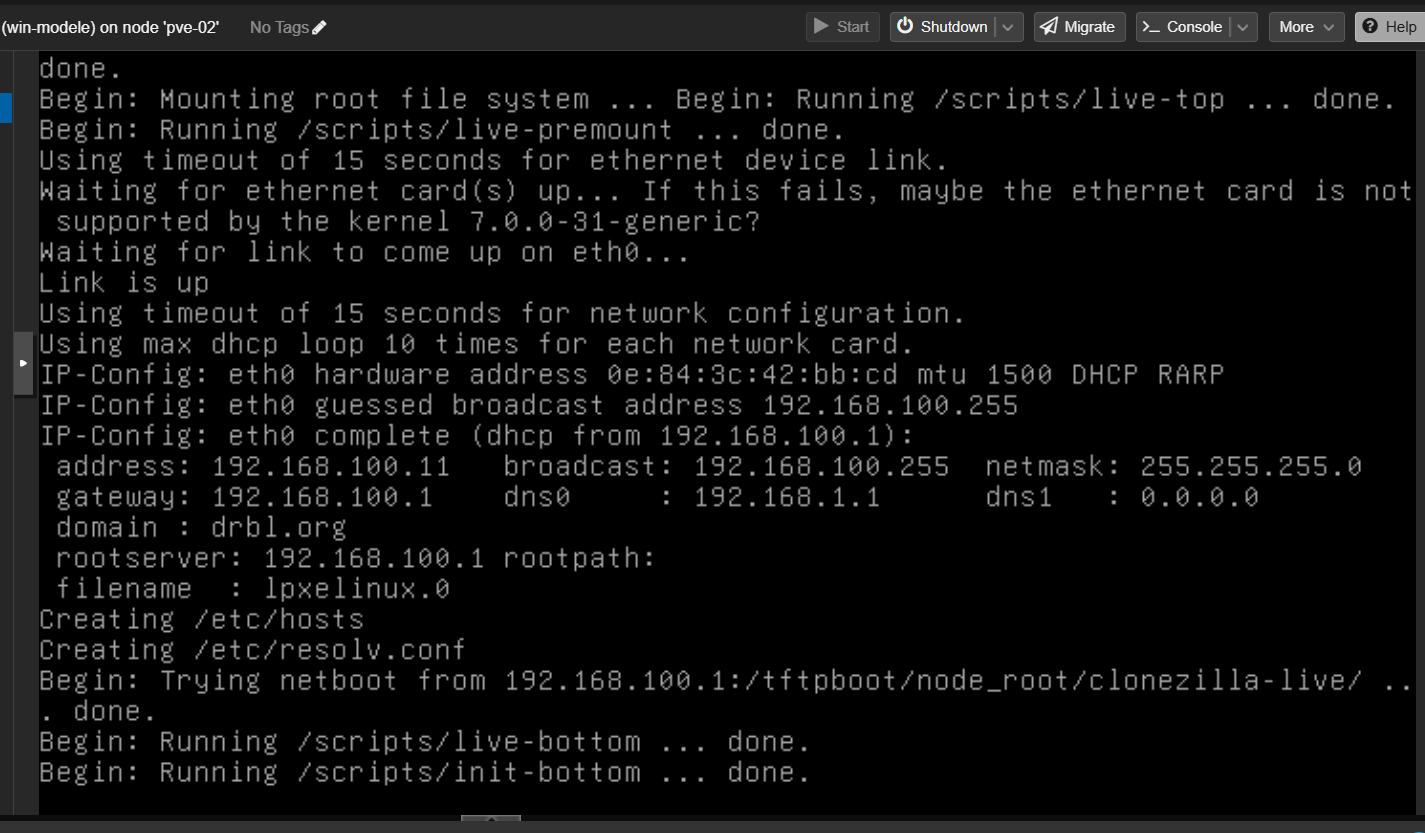 (win-modele) on node 'pve-02' No Tags Start Shutdown Migrate Console More Help
done.
Begin: Mounting root file system ... Begin: Running /scripts/live-top ... done.
Begin: Running /scripts/live-premount ... done.
Using timeout of 15 seconds for ethernet device link.
Waiting for ethernet card(s) up... If this fails, maybe the ethernet card is not
supported by the kernel 7.0.0-31-generic?
Waiting for link to come up on eth0...
Link is up
Using timeout of 15 seconds for network configuration.
Using max dhcp loop 10 times for each network card.
IP-Config: eth0 hardware address 0e:84:3c:42:bb:cd mtu 1500 DHCP RARP
IP-Config: eth0 guessed broadcast address 192.168.100.255
IP-Config: eth0 complete (dhcp from 192.168.100.1):
address: 192.168.100.11 broadcast: 192.168.100.255 netmask: 255.255.255.0
gateway: 192.168.100.1 dns0 : 192.168.1.1 dns1 : 0.0.0.0
domain : drbl.org
rootserver: 192.168.100.1 rootpath:
filename : lpxelinux.0
Creating /etc/hosts
Creating /etc/resolv.conf
Begin: Trying netboot from 192.168.100.1:/tftpboot/node_root/clonezilla-live/ ..
. done.
Begin: Running /scripts/live-bottom ... done.
Begin: Running /scripts/init-bottom ... done.